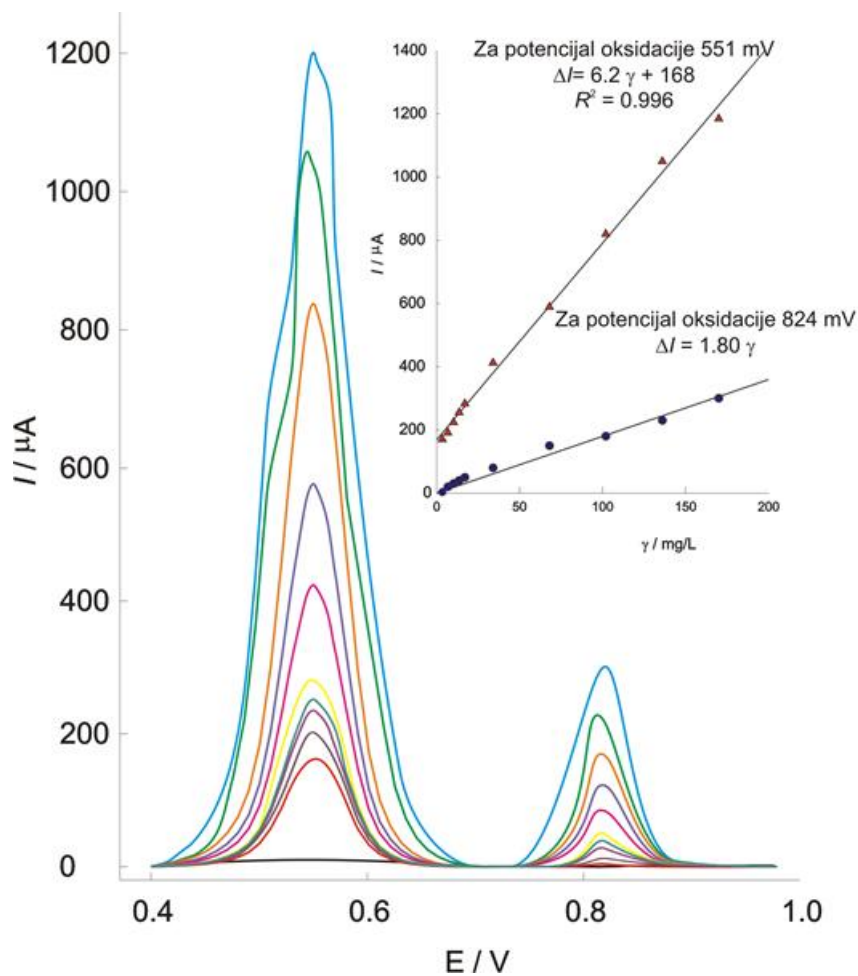 1200
1000
800
600
400
200
0
I / µA
0.4
0.6
0.8
1.0
E / V
1400
1200
1000
800
600
400
200
0
I / µA
0
50
100
150
200
γ / mg/L
Za potencijal oksidacije 551 mV
ΔI= 6.2 γ + 168
R² = 0.996
Za potencijal oksidacije 824 mV
ΔI = 1.80 γ